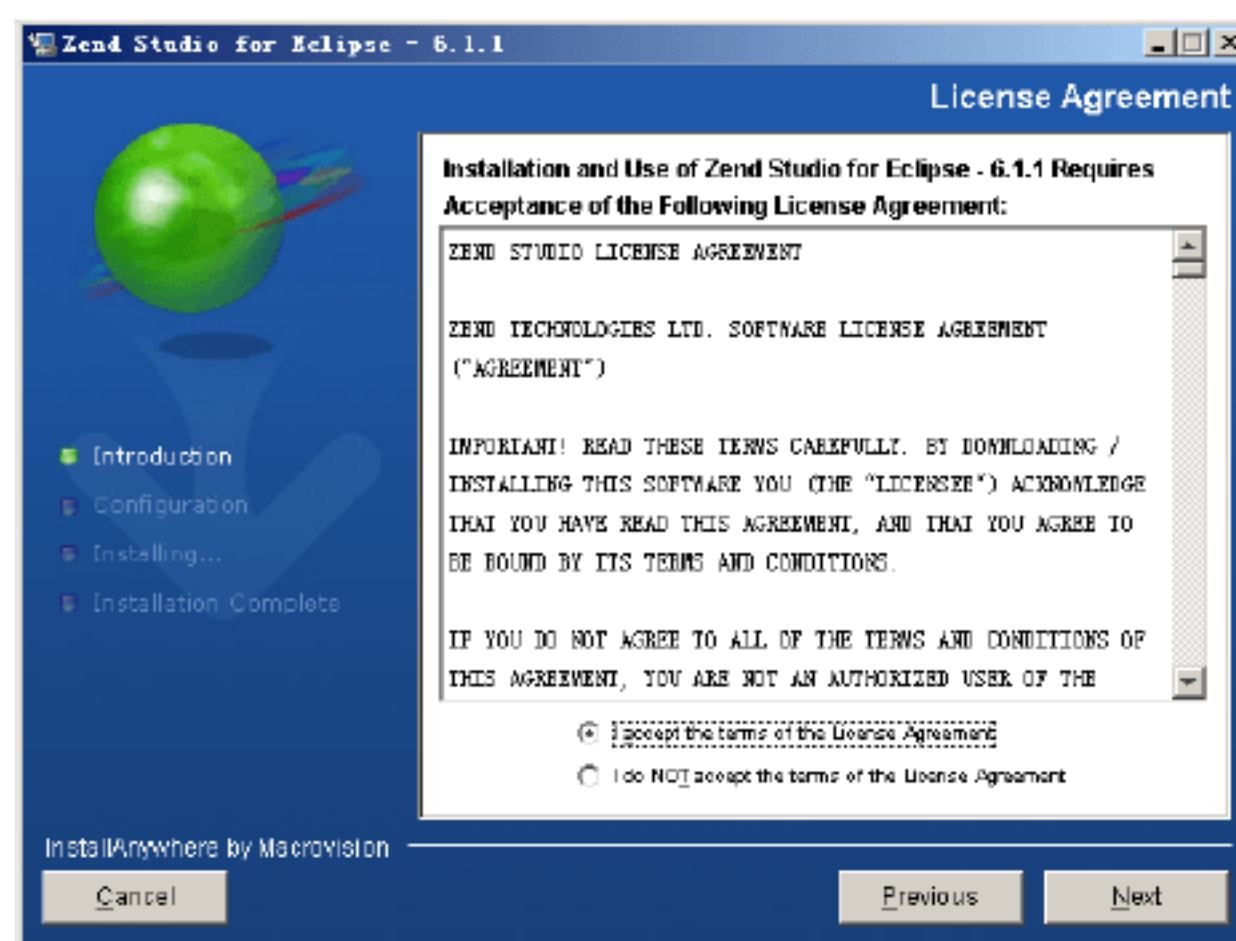 Zend Studio for Eclipse - 6.1.1
License Agreement
Installation and Use of Zend Studio for Eclipse - 6.1.1 Requires
Acceptance of the Following License Agreement:
ZEND STUDIO LICENSE AGREEMENT
ZEND TECHNOLOGIES LTD. SOFTWARE LICENSE AGREEMENT
("AGREEMENT")
IMPORTANT! READ THESE TERMS CAREFULLY. BY DOWNLOADING /
INSTALLING THIS SOFTWARE YOU (THE "LICENSEE") ACKNOWLEDGE
THAT YOU HAVE READ THIS AGREEMENT, AND THAT YOU AGREE TO
BE BOUND BY ITS TERMS AND CONDITIONS.
IF YOU DO NOT AGREE TO ALL OF THE TERMS AND CONDITIONS OF
THIS AGREEMENT, YOU ARE NOT AN AUTHORIZED USER OF THE
I accept the terms of the License Agreement
I do NOT accept the terms of the License Agreement
Introduction
Configuration
Installing...
Installation Complete
InstallAnywhere by Macrovision
Cancel
Previous
Next